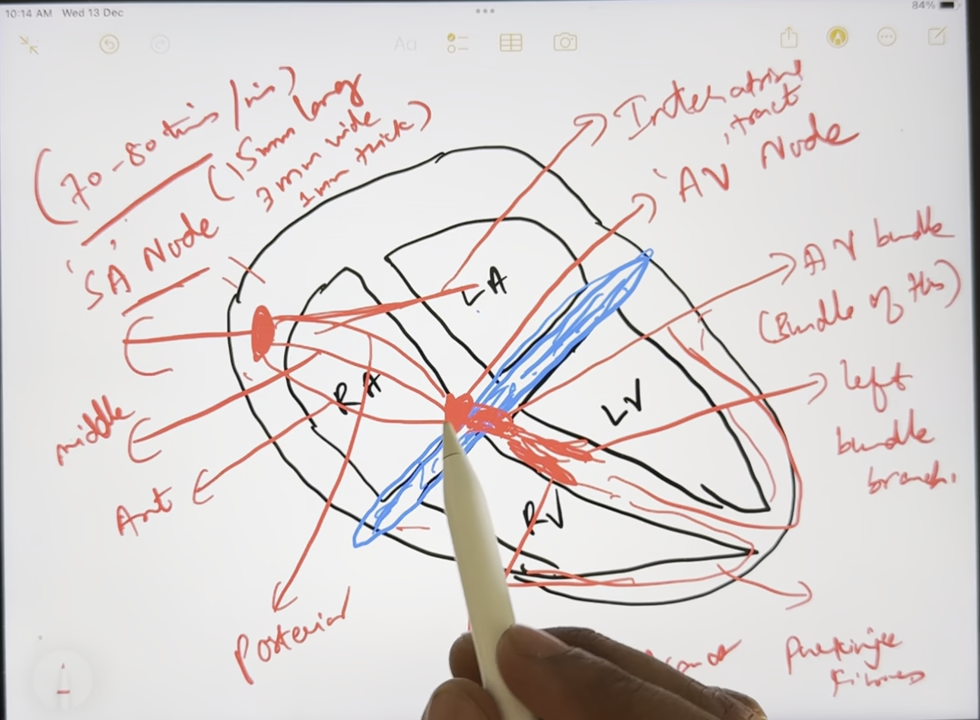 10:14 AM Wed 13 Dec
84%
Aa
(70-80 /min)
'SA' Node (15mm long
3mm wide
1mm thick)
Interatrial
tract
'AV Node
AV bundle
(Bundle of His)
left
bundle
branch.
LA
RA
LV
RV
middle
Ant
Posterior
Purkinje
Fibres